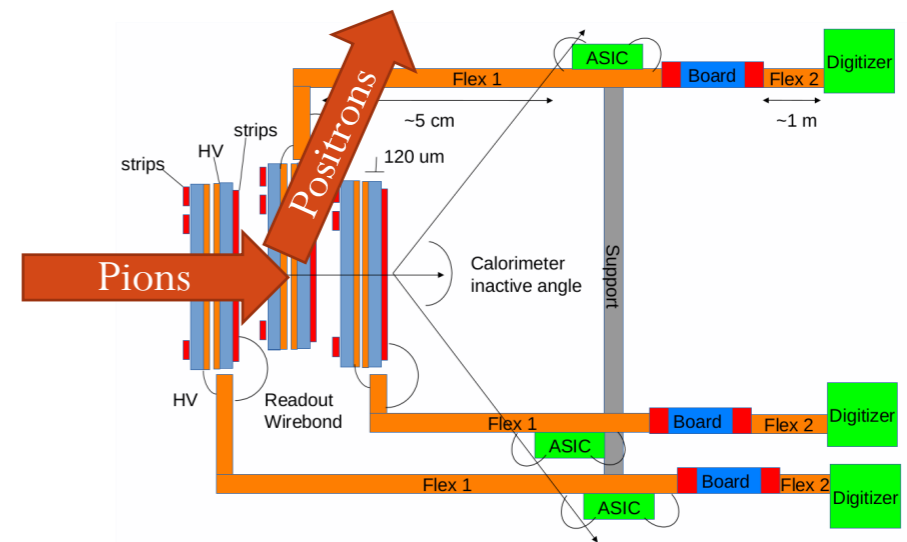 ASIC
Digitizer
Flex 1
Board
Flex 2
Positrons
~5 cm
~1 m
strips
HV
strips
120 um
Pions
Calorimeter
inactive angle
Support
HV
Readout
Wirebond
Flex 1
Board
Flex 2
Digitizer
ASIC
Flex 1
Board
Flex 2
Digitizer
ASIC